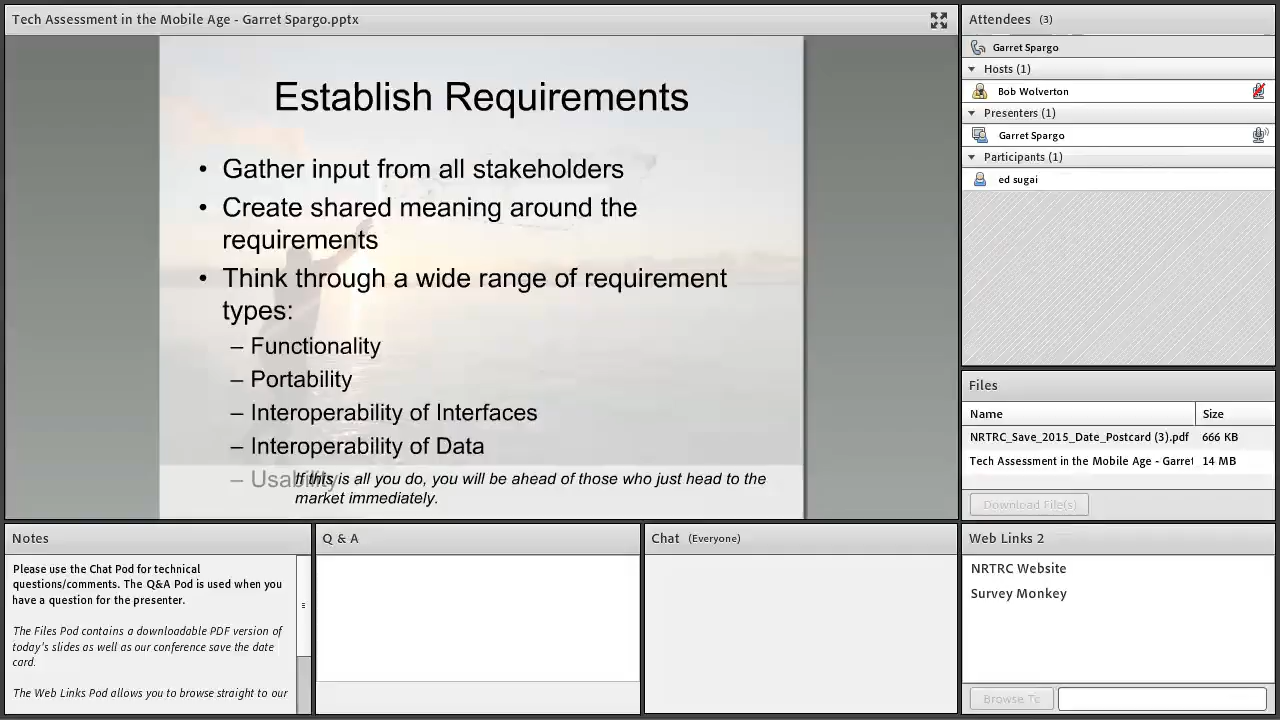 Tech Assessment in the Mobile Age - Garret Spargo.pptx
Establish Requirements
• Gather input from all stakeholders
• Create shared meaning around the
requirements
• Think through a wide range of requirement
types:
– Functionality
– Portability
– Interoperability of Interfaces
– Interoperability of Data
– Usability
If this is all you do, you will be ahead of those who just head to the
market immediately.
Attendees (3)
Garret Spargo
Hosts (1)
Bob Wolverton
Presenters (1)
Garret Spargo
Participants (1)
ed sugai
Files
Name Size
NRTRC_Save_2015_Date_Postcard (3).pdf 666 KB
Tech Assessment in the Mobile Age - Garret 14 MB
Download File(s)
Notes
Please use the Chat Pod for technical
questions/comments. The Q&A Pod is used when you
have a question for the presenter.
The Files Pod contains a downloadable PDF version of
today's slides as well as our conference save the date
card.
The Web Links Pod allows you to browse straight to our
Q & A
Chat (Everyone)
Web Links 2
NRTRC Website
Survey Monkey
Browse To